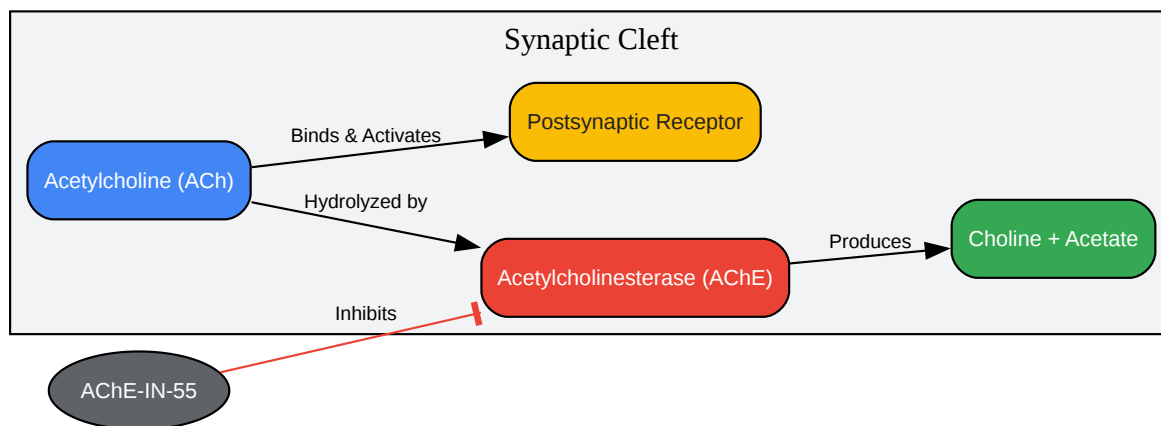 Synaptic Cleft
Postsynaptic Receptor
Binds & Activates
Acetylcholine (ACh)
Hydrolyzed by
Produces
Choline + Acetate
Acetylcholinesterase (AChE)
Inhibits
AChE-IN-55